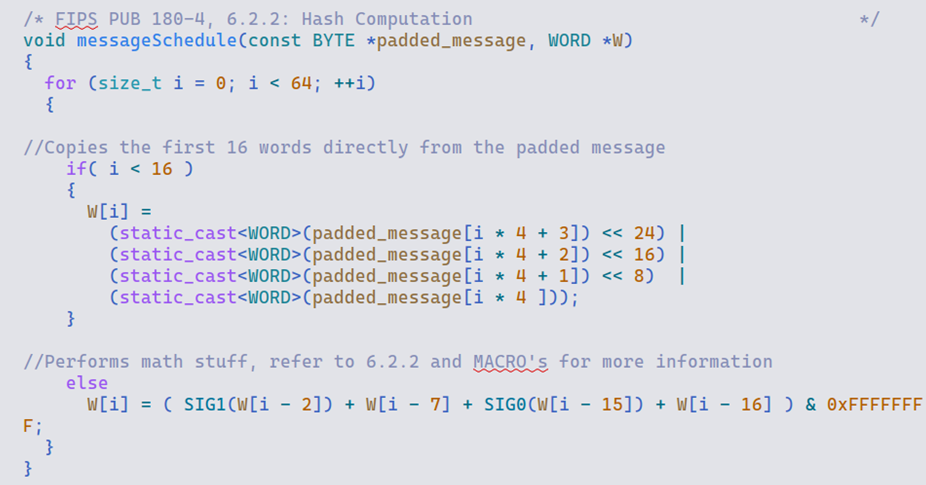 /* FIPS PUB 180-4, 6.2.2: Hash Computation */
void messageSchedule(const BYTE *padded_message, WORD *W)
{
for (size_t i = 0; i < 64; ++i)
{
//Copies the first 16 words directly from the padded message
if( i < 16 )
{
W[i] =
(static_cast<WORD>(padded_message[i * 4 + 3]) << 24) |
(static_cast<WORD>(padded_message[i * 4 + 2]) << 16) |
(static_cast<WORD>(padded_message[i * 4 + 1]) << 8) |
(static_cast<WORD>(padded_message[i * 4 ]));
}
//Performs math stuff, refer to 6.2.2 and MACRO's for more information
else
W[i] = ( SIG1(W[i - 2]) + W[i - 7] + SIG0(W[i - 15]) + W[i - 16] ) & 0xFFFFFFF
F;
}
}